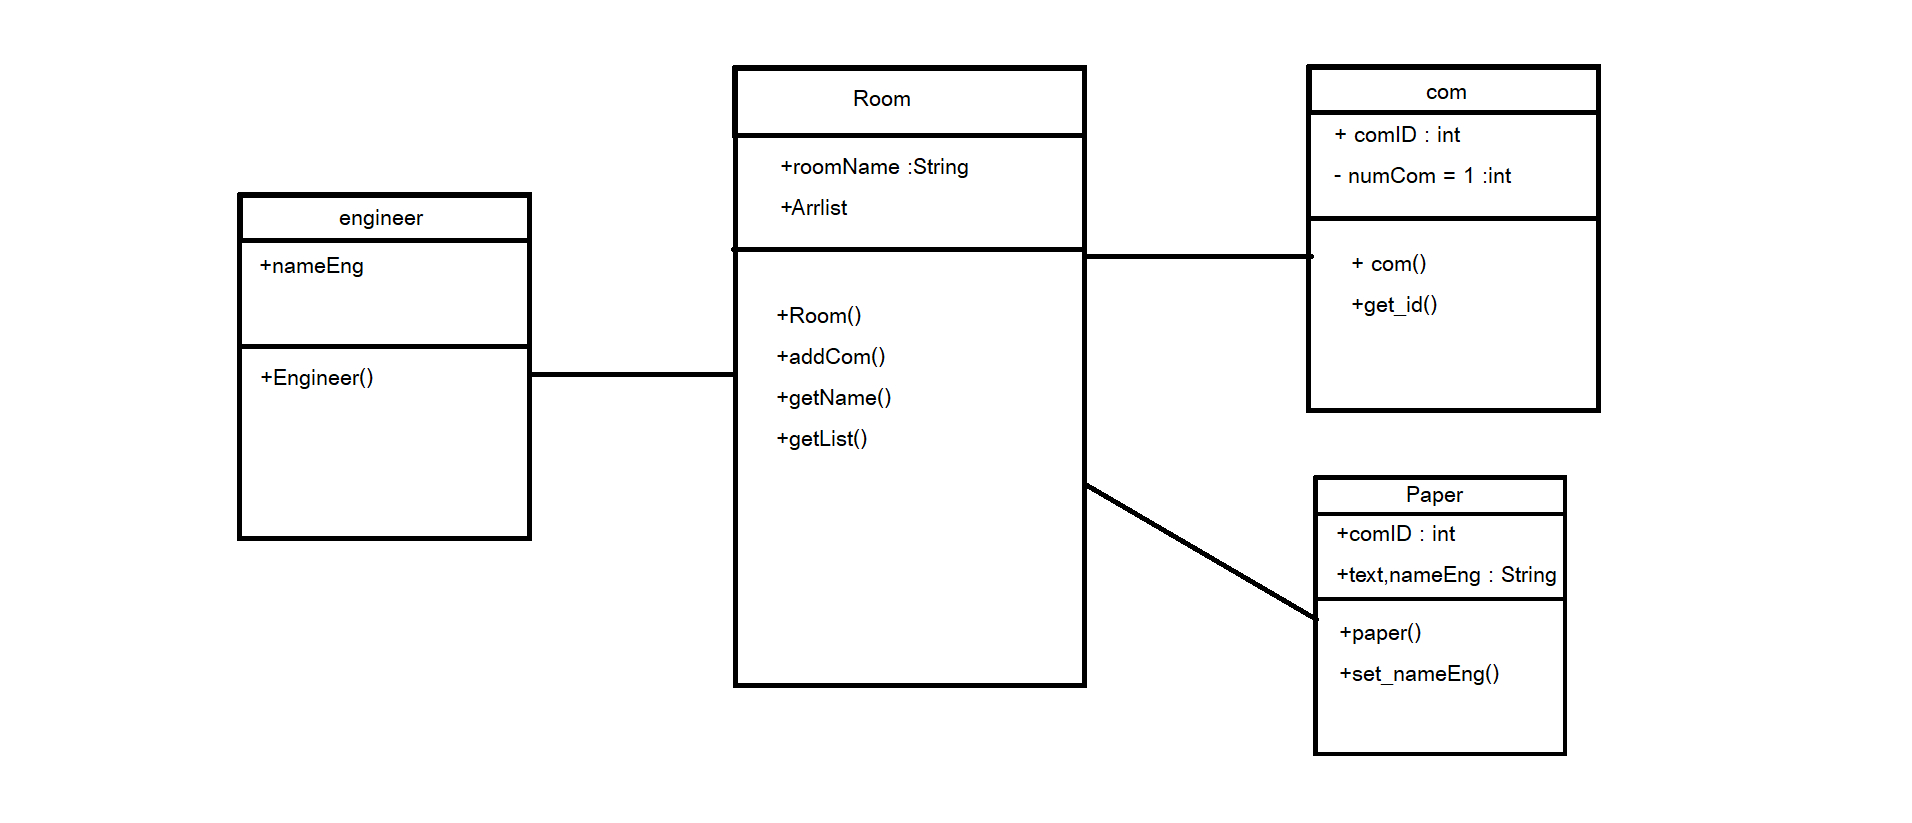 engineer
+nameEng
+Engineer()
Room
+roomName :String
+Arrlist
+Room()
+addCom()
+getName()
+getList()
com
+ comID : int
- numCom = 1 :int
+ com()
+get_id()
Paper
+comID : int
+text,nameEng : String
+paper()
+set_nameEng()